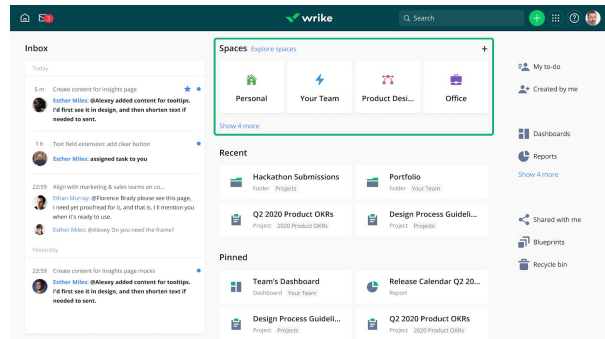 3
wrike
Search
Inbox
Today
5 m Create content for Insights page
Esther Miles: @Alexey added content for tooltips.
I'd first see it in design, and then shorten text if
needed to sent.
1 h Text field extension: add clear button
Esther Miles: assigned task to you
22:59 Align with marketing & sales teams on co...
Ethan Murray: @Florence Brady please see this page,
I need yet proofread for it, and that is. I ll mention you
when it's ready to use.
Esther Miles: @Alexey Do you need the frame?
Yesterday
22:59 Create content for Insights page mocks
Esther Miles: @Alexey added content for tooltips.
I'd first see it in design, and then shorten text if
needed to sent.
Spaces Explore spaces +
Personal
Your Team
Product Desi...
Office
Show 4 more
Recent
Hackathon Submissions
Folder Projects
Portfolio
Folder Your Team
Q2 2020 Product OKRs
Project 2020 Product OKRs
Design Process Guideli...
Project Projects
Pinned
Team's Dashboard
Dashboard Your Team
Release Calendar Q2 20...
Report
Design Process Guideli...
Project Projects
Q2 2020 Product OKRs
Project 2020 Product OKRs
My to-do
Created by me
Dashboards
Reports
Show 4 more
Shared with me
Blueprints
Recycle bin